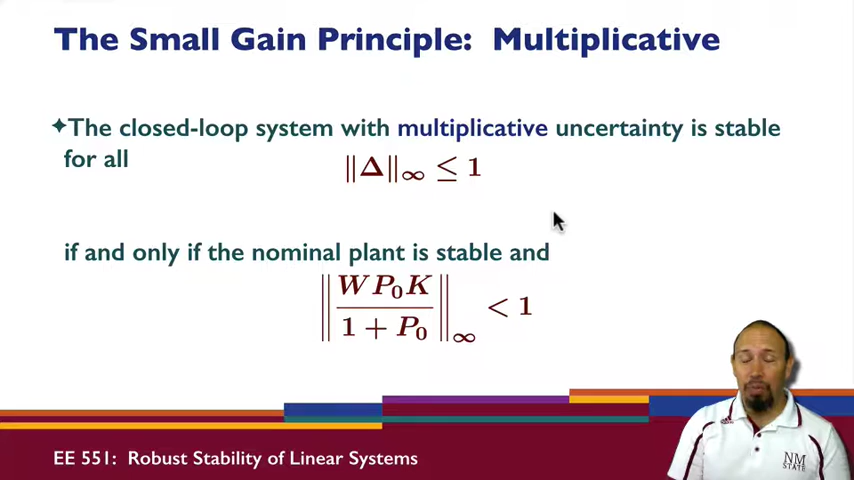 The Small Gain Principle: Multiplicative
✦The closed-loop system with multiplicative uncertainty is stable
for all
‖Δ‖∞ ≤ 1
if and only if the nominal plant is stable and
‖WP₀K / 1 + P₀‖∞ < 1
NM
STATE
EE 551: Robust Stability of Linear Systems